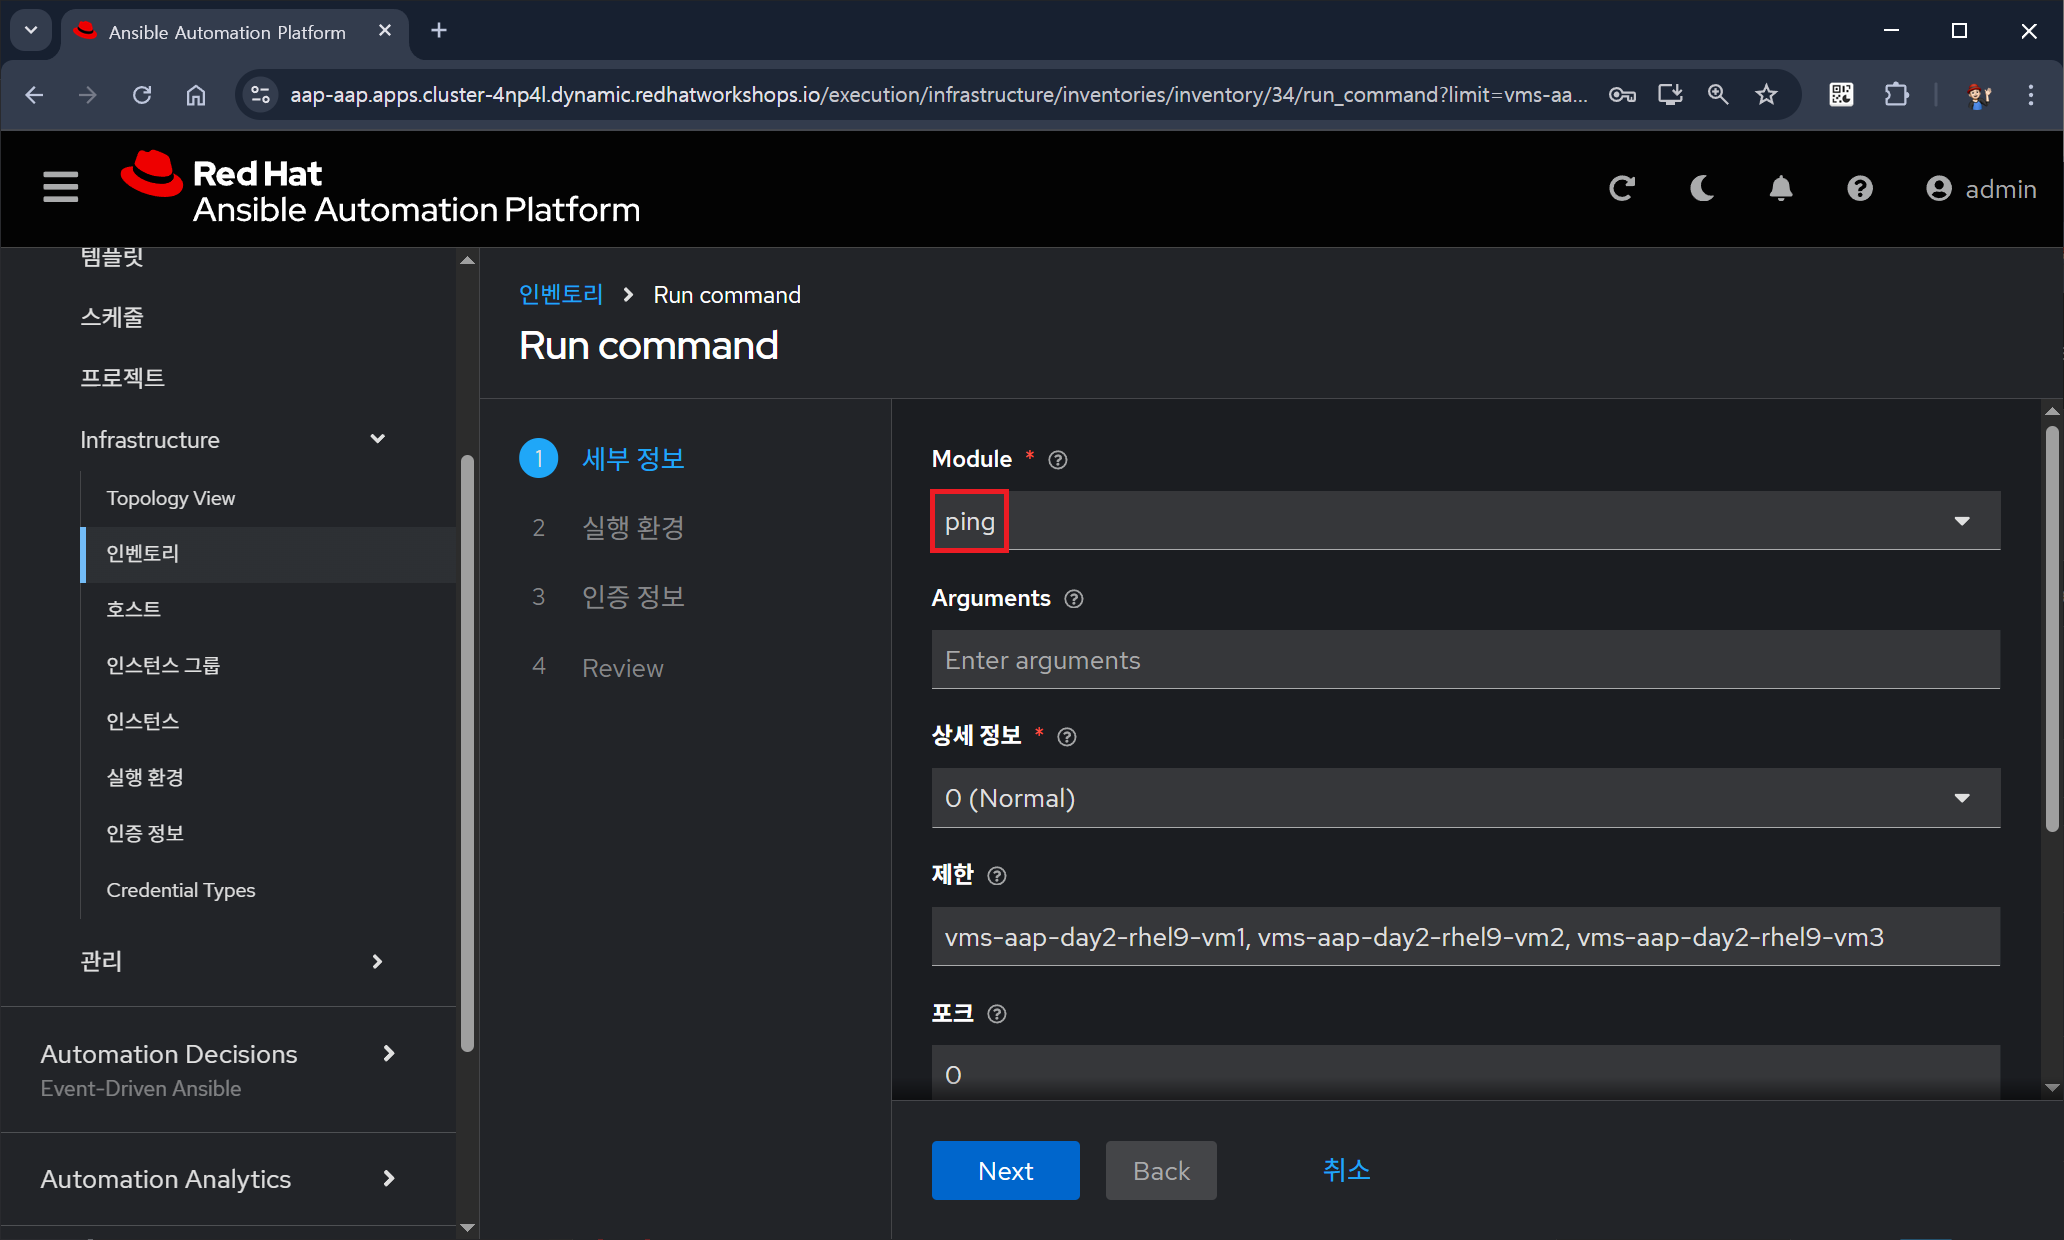 Ansible Automation Platform
aap-aap.apps.cluster-4np4l.dynamic.redhatworkshops.io/execution/infrastructure/inventories/inventory/34/run_command?limit=vms-aa...
Red Hat
Ansible Automation Platform
admin
템플릿
스케줄
프로젝트
Infrastructure
Topology View
인벤토리
호스트
인스턴스 그룹
인스턴스
실행 환경
인증 정보
Credential Types
관리
Automation Decisions
Event-Driven Ansible
Automation Analytics
인벤토리 > Run command
Run command
1 세부 정보
2 실행 환경
3 인증 정보
4 Review
Module *
ping
Arguments
Enter arguments
상세 정보 *
0 (Normal)
제한
vms-aap-day2-rhel9-vm1, vms-aap-day2-rhel9-vm2, vms-aap-day2-rhel9-vm3
포크
0
Next
Back
취소